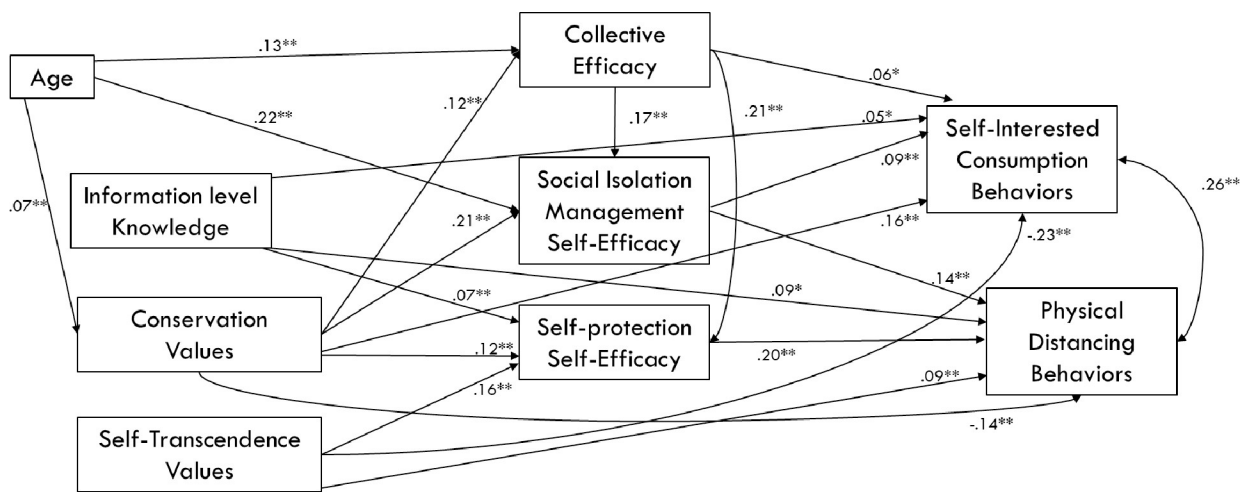 Collective
Efficacy
.13**
Age
.06*
.12**
.21**
.22**
.17**
.05*
Self-Interested
Consumption
Behaviors
.09**
Information level
Knowledge
Social Isolation
Management
Self-Efficacy
.07**
.26**
.21**
.16**
-.23**
.14**
.07**
.09*
Conservation
Values
Self-protection
Self-Efficacy
Physical
Distancing
Behaviors
.12**
.20**
.16**
.09**
-.14**
Self-Transcendence
Values